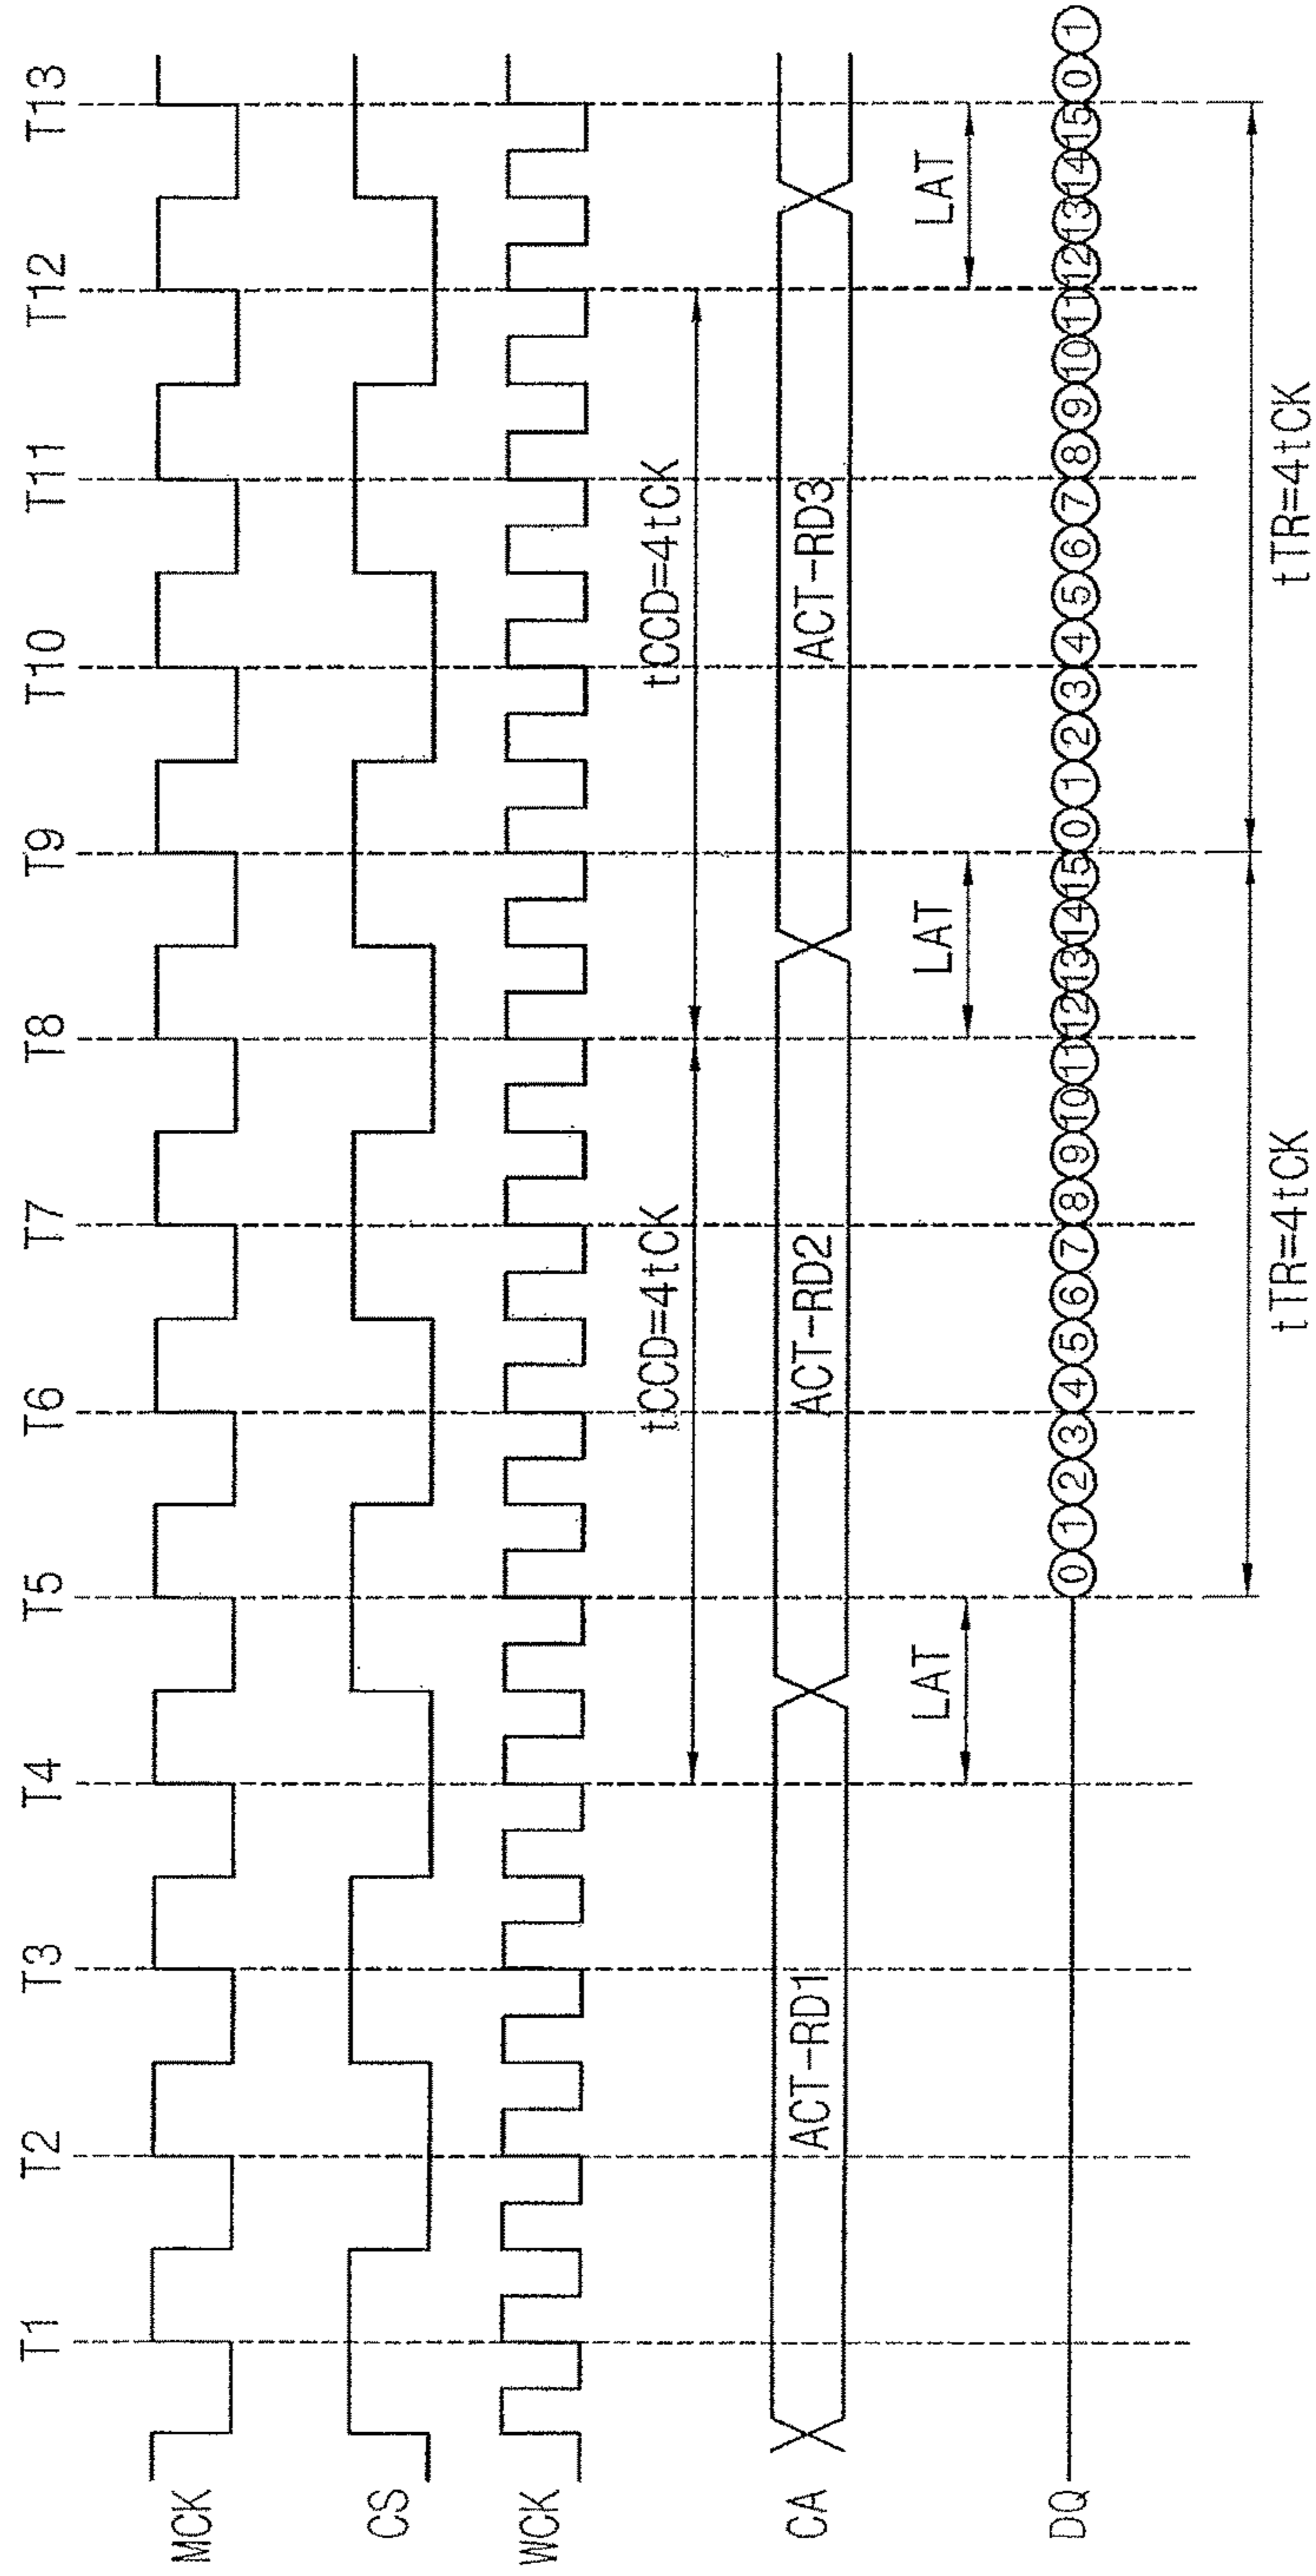 T1 T2 T3 T4 T5 T6 T7 T8 T9 T10 T11 T12 T13
MCK
CS
WCK
tCCD=4tCK tCCD=4tCK
CA ACT-RD1 ACT-RD2 ACT-RD3
LAT LAT LAT
DQ 0 1 2 3 4 5 6 7 8 9 10 11 12 13 14 15 0 1 2 3 4 5 6 7 8 9 10 11 12 13 14 15 0 1
tTR=4tCK tTR=4tCK